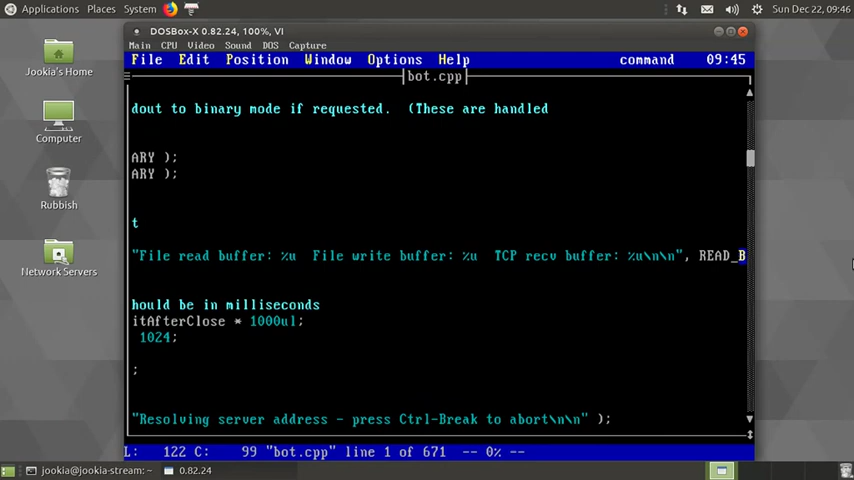 Applications Places System Sun Dec 22, 09:46
DOSBox-X 0.82.24, 100%, VI
Main CPU Video Sound DOS Capture
File Edit Position Window Options Help command 09:45
bot.cpp
dout to binary mode if requested. (These are handled
ARY );
ARY );
t
"File read buffer: %u File write buffer: %u TCP recv buffer: %u\n\n", READ_B
hould be in milliseconds
itAfterClose * 1000ul;
1024;
;
"Resolving server address - press Ctrl-Break to abort\n\n" );
L: 122 C: 99 "bot.cpp" line 1 of 671 -- 0% --
Jookia's Home
Computer
Rubbish
Network Servers
jookia@jookia-stream: ~ 0.82.24